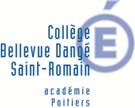 Collège
Bellevue Dangé
Saint-Romain
É
académie
Poitiers